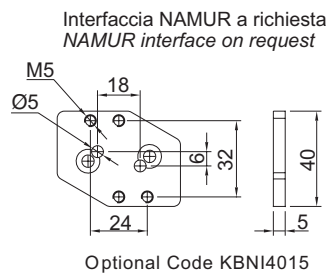 Interfaccia NAMUR a richiesta
NAMUR interface on request
M5
18
Ø5
6
32
40
24
5
Optional Code KBNI4015